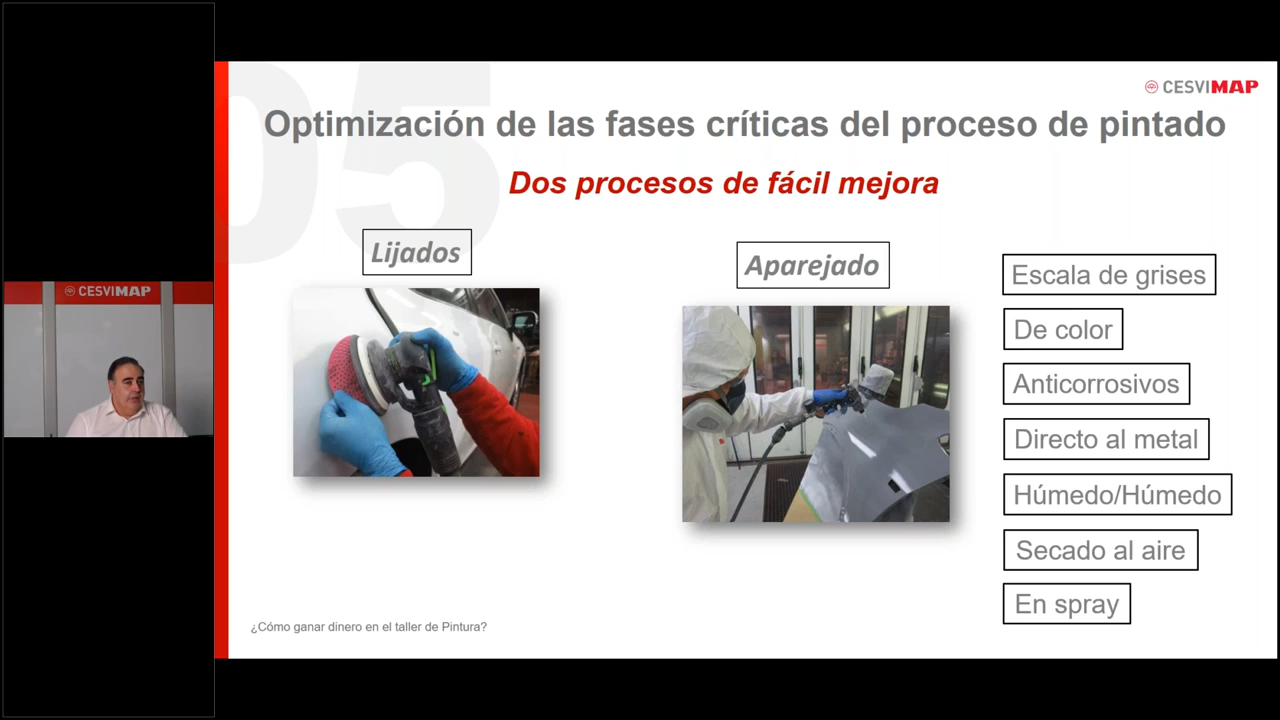 CESVIMAP
05
CESVIMAP
Optimización de las fases críticas del proceso de pintado
Dos procesos de fácil mejora
Lijados
Aparejado
Escala de grises
De color
Anticorrosivos
Directo al metal
Húmedo/Húmedo
Secado al aire
En spray
¿Cómo ganar dinero en el taller de Pintura?